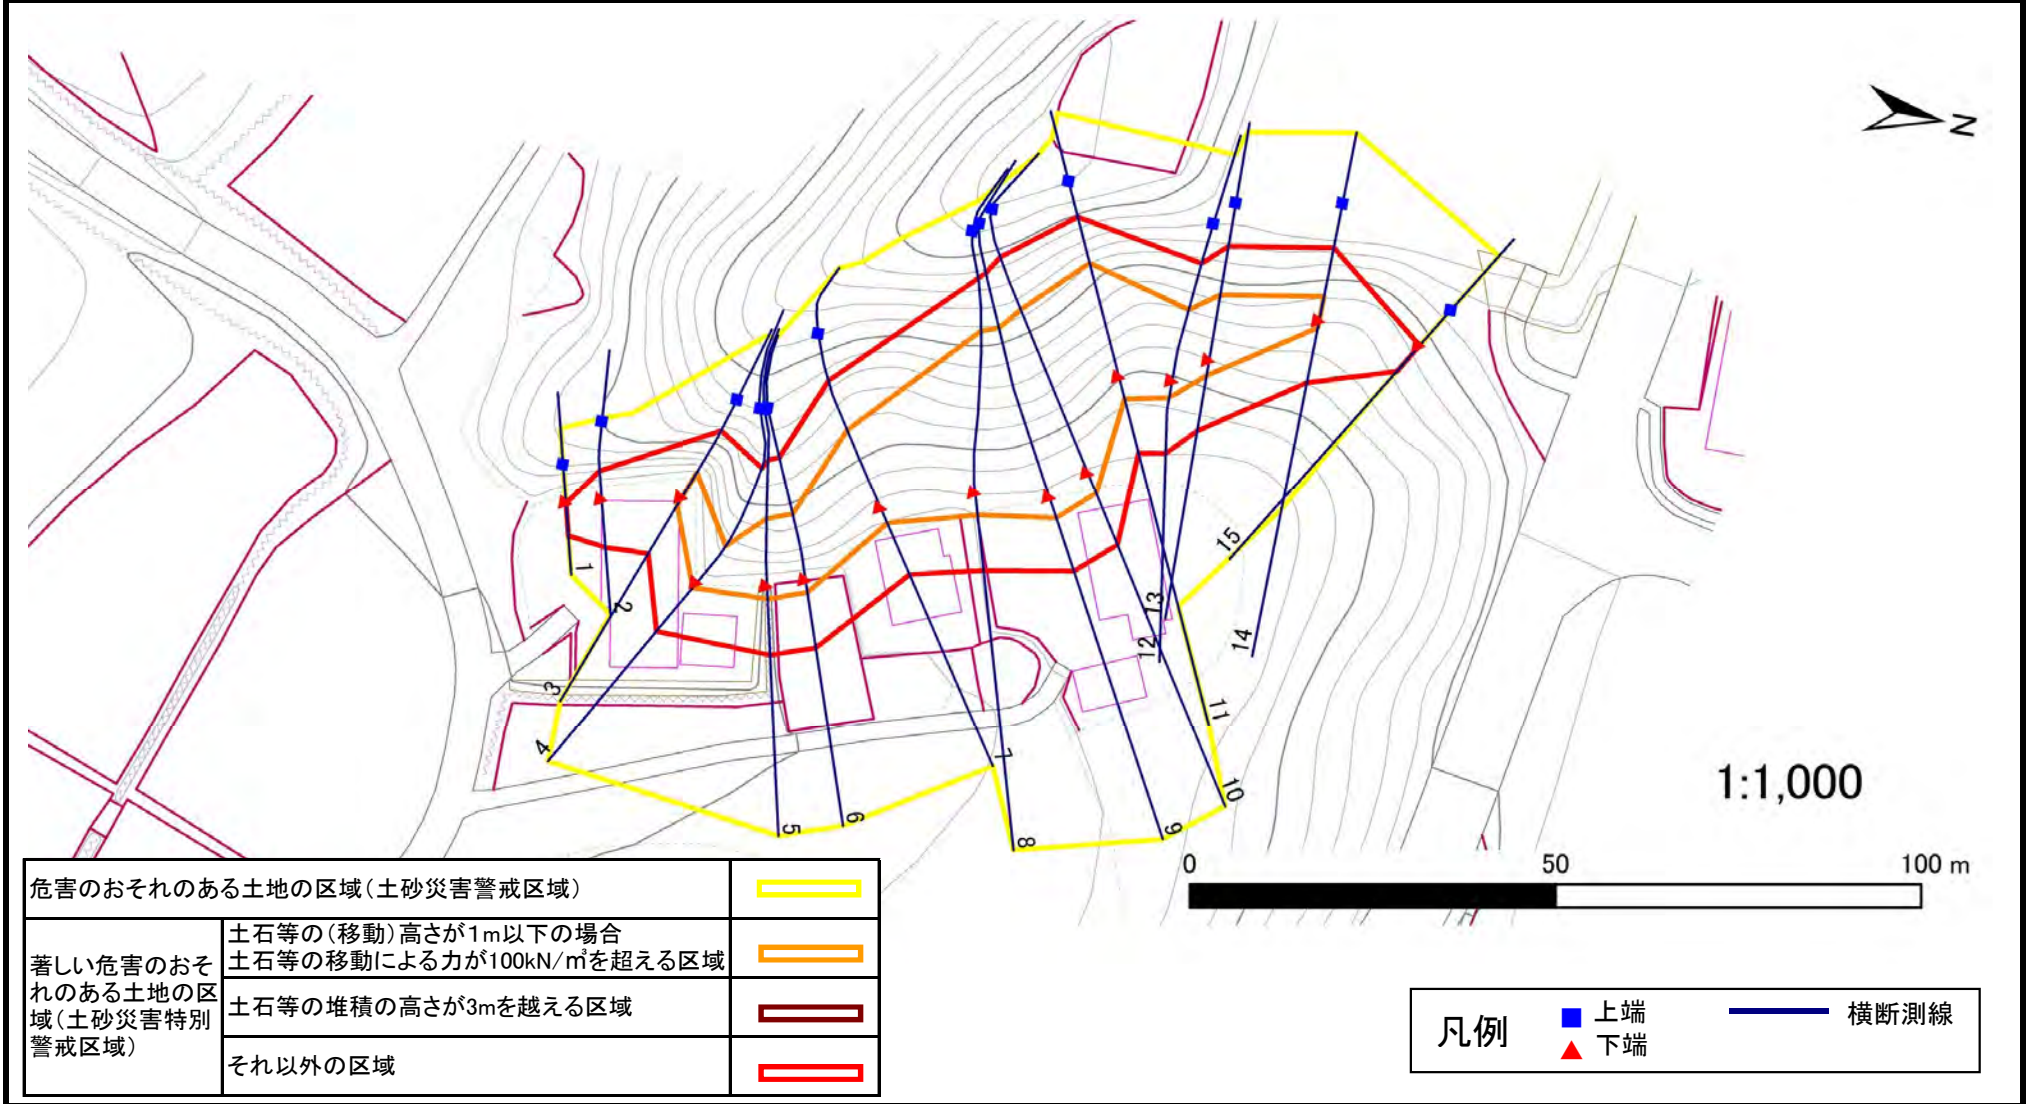 N
1
2
3
4
5
6
7
8
9
10
11
12
13
14
15
1:1,000
0 50 100 m
危害のおそれのある土地の区域(土砂災害警戒区域)
著しい危害のおそ
れのある土地の区
域(土砂災害特別
警戒区域)
土石等の(移動)高さが1m以下の場合
土石等の移動による力が100kN/㎡を超える区域
土石等の堆積の高さが3mを越える区域
それ以外の区域
凡例
上端
下端
横断測線